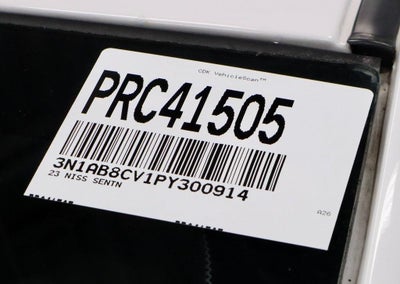 CDK VehicleScan™
PRC41505
3N1AB8CV1PY300914
23 NISS SENTN
A26